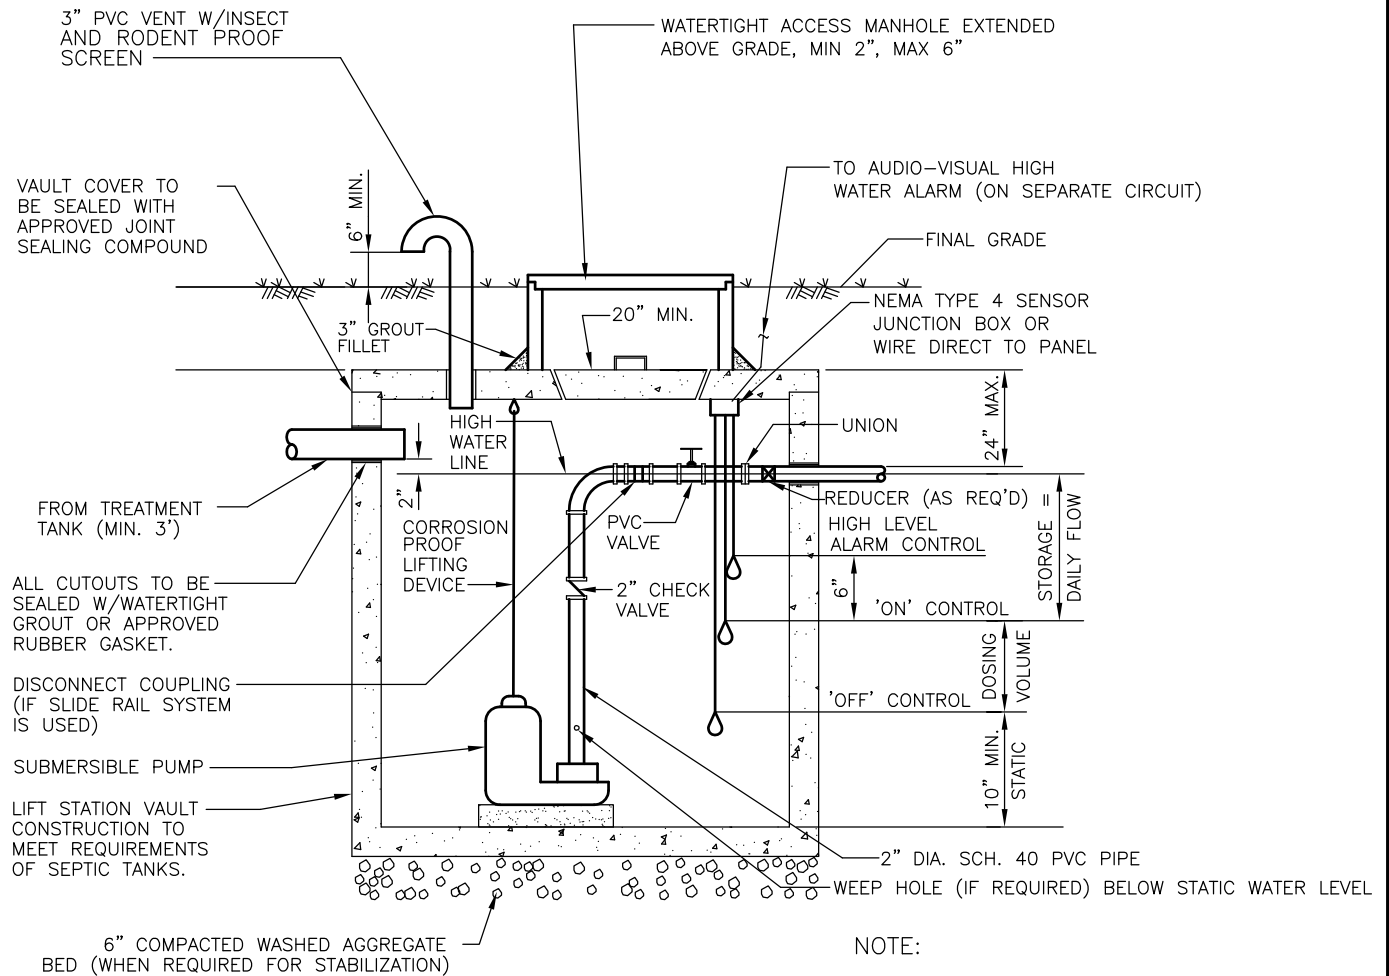 3” PVC VENT W/INSECT
AND RODENT PROOF
SCREEN
WATERTIGHT ACCESS MANHOLE EXTENDED
ABOVE GRADE, MIN 2”, MAX 6”
VAULT COVER TO
BE SEALED WITH
APPROVED JOINT
SEALING COMPOUND
6” MIN.
TO AUDIO–VISUAL HIGH
WATER ALARM (ON SEPARATE CIRCUIT)
FINAL GRADE
NEMA TYPE 4 SENSOR
JUNCTION BOX OR
WIRE DIRECT TO PANEL
3” GROUT
FILLET
20” MIN.
24” MAX.
HIGH
WATER
LINE
UNION
2”
FROM TREATMENT
TANK (MIN. 3’)
CORROSION
PROOF
LIFTING
DEVICE
PVC
VALVE
REDUCER (AS REQ’D) =
HIGH LEVEL
ALARM CONTROL
STORAGE =
DAILY FLOW
ALL CUTOUTS TO BE
SEALED W/WATERTIGHT
GROUT OR APPROVED
RUBBER GASKET.
2” CHECK
VALVE
6”
’ON’ CONTROL
DISCONNECT COUPLING
(IF SLIDE RAIL SYSTEM
IS USED)
DOSING
VOLUME
’OFF’ CONTROL
SUBMERSIBLE PUMP
10” MIN.
STATIC
LIFT STATION VAULT
CONSTRUCTION TO
MEET REQUIREMENTS
OF SEPTIC TANKS.
2” DIA. SCH. 40 PVC PIPE
WEEP HOLE (IF REQUIRED) BELOW STATIC WATER LEVEL
6” COMPACTED WASHED AGGREGATE
BED (WHEN REQUIRED FOR STABILIZATION)
NOTE: